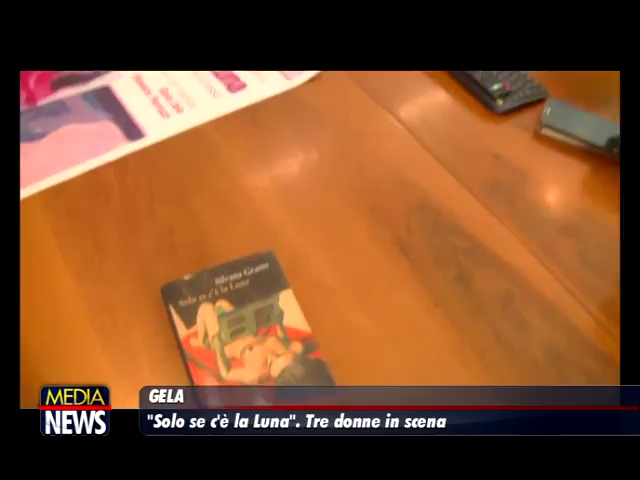 Silvana Grasso
Solo se c'è la Luna
MEDIA
NEWS
GELA
"Solo se c'è la Luna". Tre donne in scena